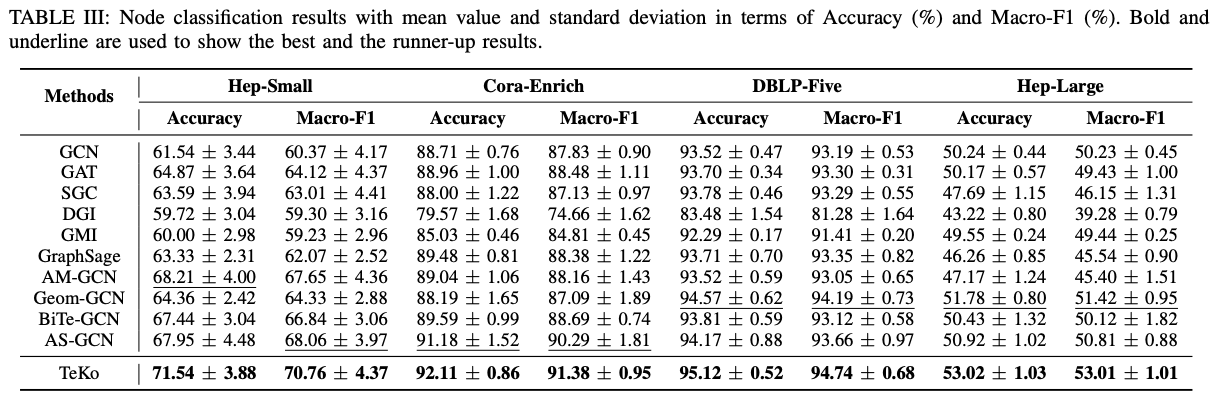 TABLE III: Node classification results with mean value and standard deviation in terms of Accuracy (%) and Macro-F1 (%). Bold and
underline are used to show the best and the runner-up results.
Methods Hep-Small Cora-Enrich DBLP-Five Hep-Large
Accuracy Macro-F1 Accuracy Macro-F1 Accuracy Macro-F1 Accuracy Macro-F1
GCN 61.54 ± 3.44 60.37 ± 4.17 88.71 ± 0.76 87.83 ± 0.90 93.52 ± 0.47 93.19 ± 0.53 50.24 ± 0.44 50.23 ± 0.45
GAT 64.87 ± 3.64 64.12 ± 4.37 88.96 ± 1.00 88.48 ± 1.11 93.70 ± 0.34 93.30 ± 0.31 50.17 ± 0.57 49.43 ± 1.00
SGC 63.59 ± 3.94 63.01 ± 4.41 88.00 ± 1.22 87.13 ± 0.97 93.78 ± 0.46 93.29 ± 0.55 47.69 ± 1.15 46.15 ± 1.31
DGI 59.72 ± 3.04 59.30 ± 3.16 79.57 ± 1.68 74.66 ± 1.62 83.48 ± 1.54 81.28 ± 1.64 43.22 ± 0.80 39.28 ± 0.79
GMI 60.00 ± 2.98 59.23 ± 2.96 85.03 ± 0.46 84.81 ± 0.45 92.29 ± 0.17 91.41 ± 0.20 49.55 ± 0.24 49.44 ± 0.25
GraphSage 63.33 ± 2.31 62.07 ± 2.52 89.48 ± 0.81 88.38 ± 1.22 93.71 ± 0.70 93.35 ± 0.82 46.26 ± 0.85 45.54 ± 0.90
AM-GCN 68.21 ± 4.00 67.65 ± 4.36 89.04 ± 1.06 88.16 ± 1.43 93.52 ± 0.59 93.05 ± 0.65 47.17 ± 1.24 45.40 ± 1.51
Geom-GCN 64.36 ± 2.42 64.33 ± 2.88 88.19 ± 1.65 87.09 ± 1.89 94.57 ± 0.62 94.19 ± 0.73 51.78 ± 0.80 51.42 ± 0.95
BiTe-GCN 67.44 ± 3.04 66.84 ± 3.06 89.59 ± 0.99 88.69 ± 0.74 93.81 ± 0.59 93.12 ± 0.58 50.43 ± 1.32 50.12 ± 1.82
AS-GCN 67.95 ± 4.48 68.06 ± 3.97 91.18 ± 1.52 90.29 ± 1.81 94.17 ± 0.88 93.66 ± 0.97 50.92 ± 1.02 50.81 ± 0.88
TeKo 71.54 ± 3.88 70.76 ± 4.37 92.11 ± 0.86 91.38 ± 0.95 95.12 ± 0.52 94.74 ± 0.68 53.02 ± 1.03 53.01 ± 1.01